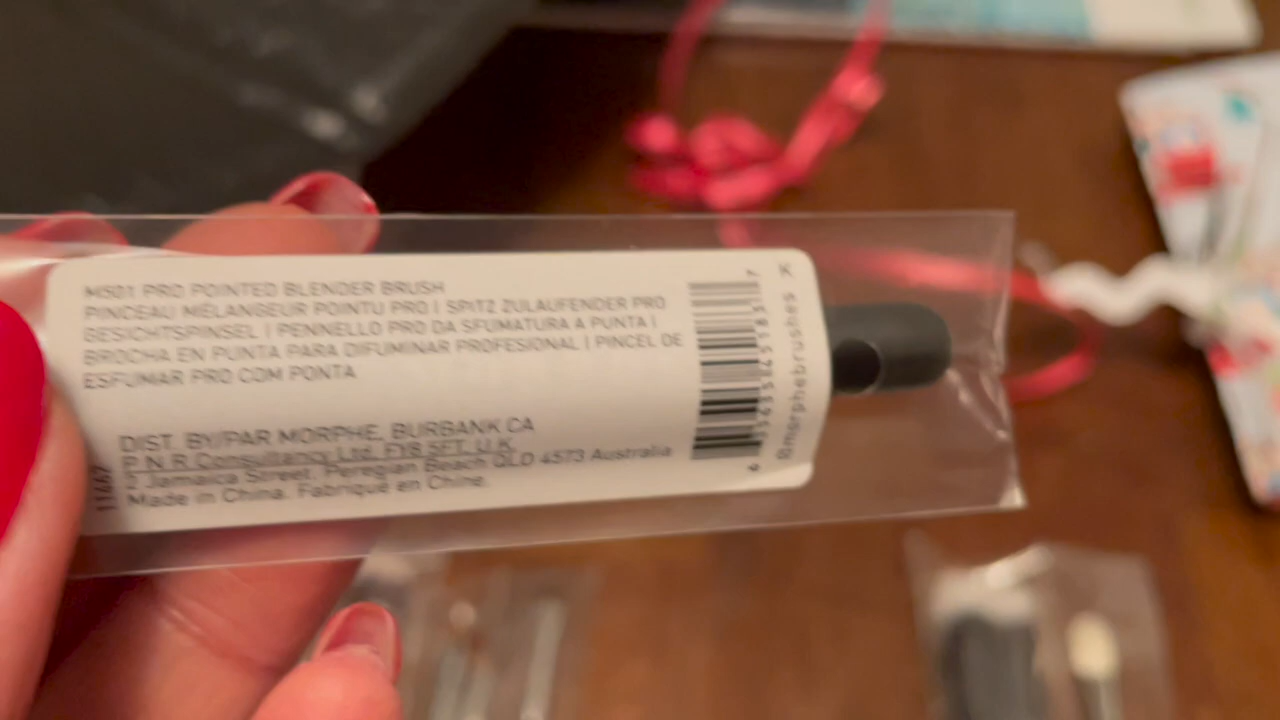 M501 PRO POINTED BLENDER BRUSH
PINCEAU MÉLANGEUR POINTU PRO | SPITZ ZULAUFENDER PRO
GESICHTSPINSEL | PENNELLO PRO DA SFUMATURA A PUNTA |
BROCHA EN PUNTA PARA DIFUMINAR PROFESIONAL | PINCEL DE
ESFUMAR PRO COM PONTA
DIST. BY/PAR MORPHE, BURBANK CA
P N R Consultancy Ltd. FY8 5FT, U.K.
2 Jamaica Street, Peregian Beach QLD 4573 Australia
Made in China. Fabriqué en Chine.
11467
@morphebrushes K